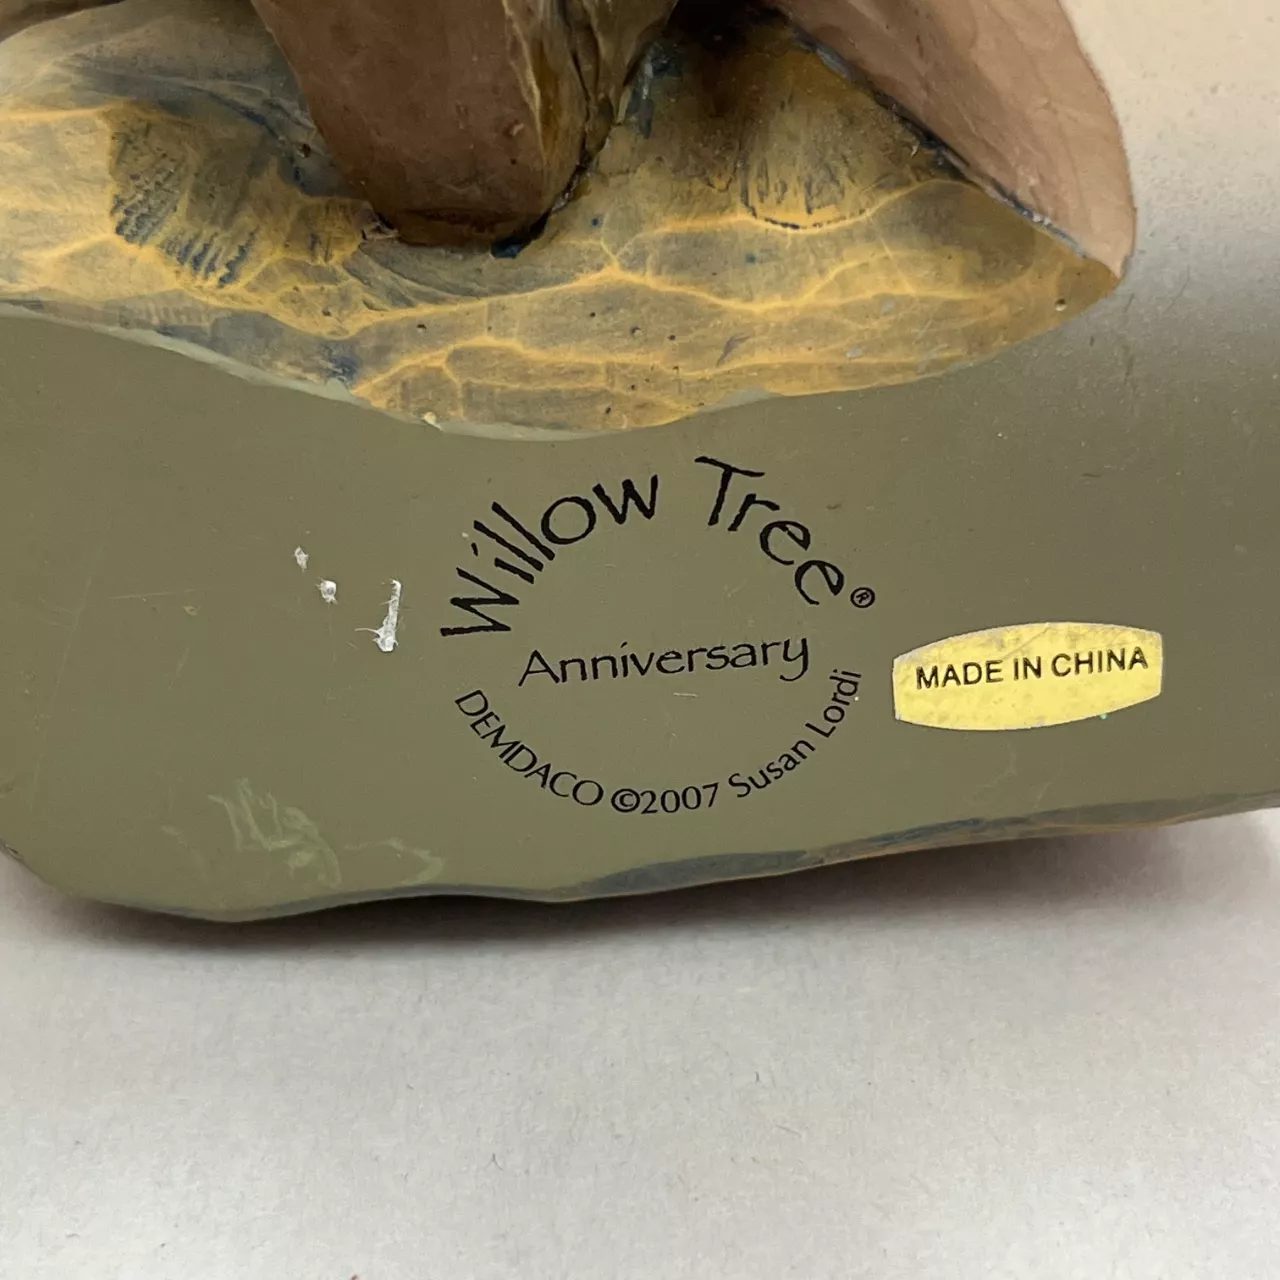 Willow Tree®
Anniversary
DEMDACO ©2007 Susan Lordi
MADE IN CHINA